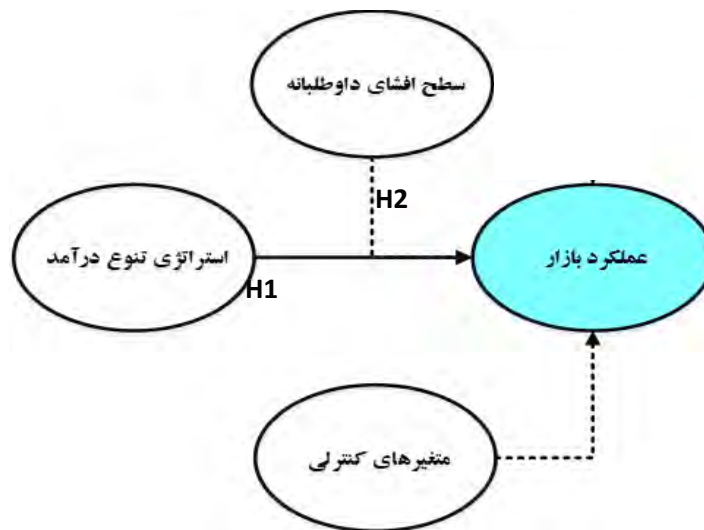 سطح افشای داوطلبانه
H2
استراتژی تنوع درآمد
عملکرد بازار
H1
متغیرهای کنترلی